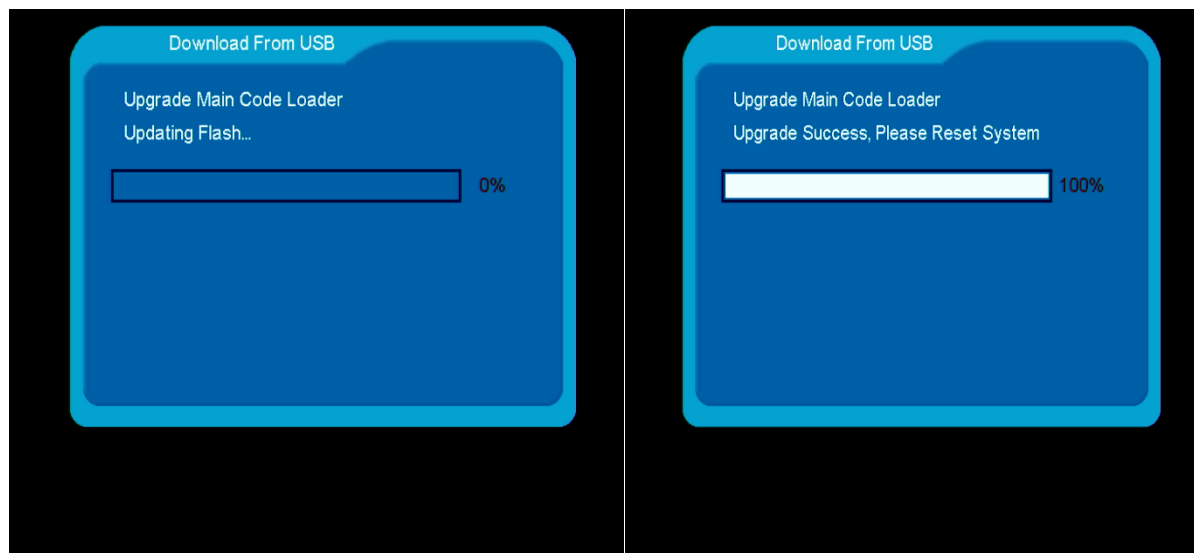 Download From USB
Upgrade Main Code Loader
Updating Flash...
0%
Download From USB
Upgrade Main Code Loader
Upgrade Success, Please Reset System
100%